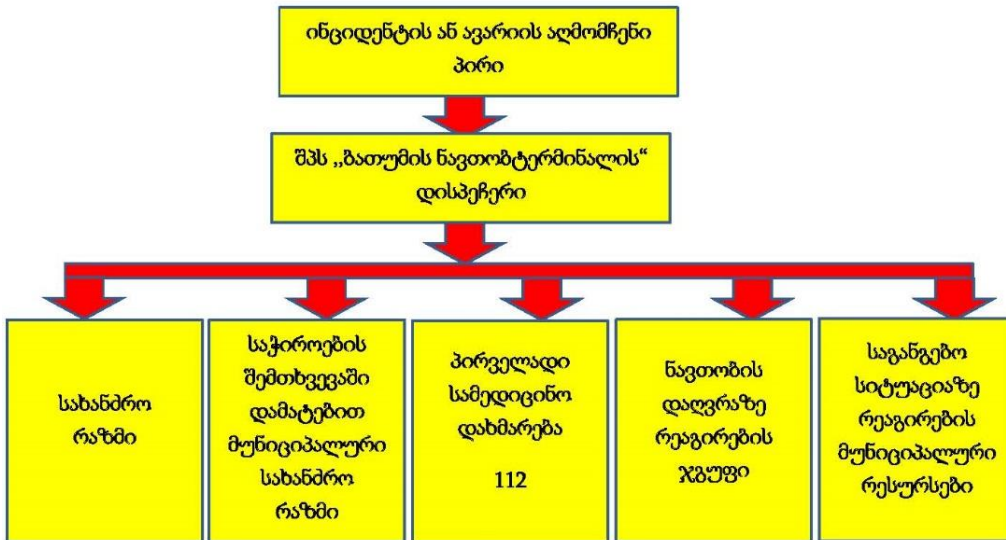 ინციდენტის ან ავარიის აღმომჩენი
პირი
შპს „ბათუმის ნავთობტერმინალის“
დისპეჩერი
სახანძრო
რაზმი
საჭიროების
შემთხვევაში
დამატებით
მუნიციპალური
სახანძრო
რაზმი
პირველადი
სამედიცინო
დახმარება
112
ნავთობის
დაღვრაზე
რეაგირების
ჯგუფი
საგანგებო
სიტუაციაზე
რეაგირების
მუნიციპალური
რესურსები